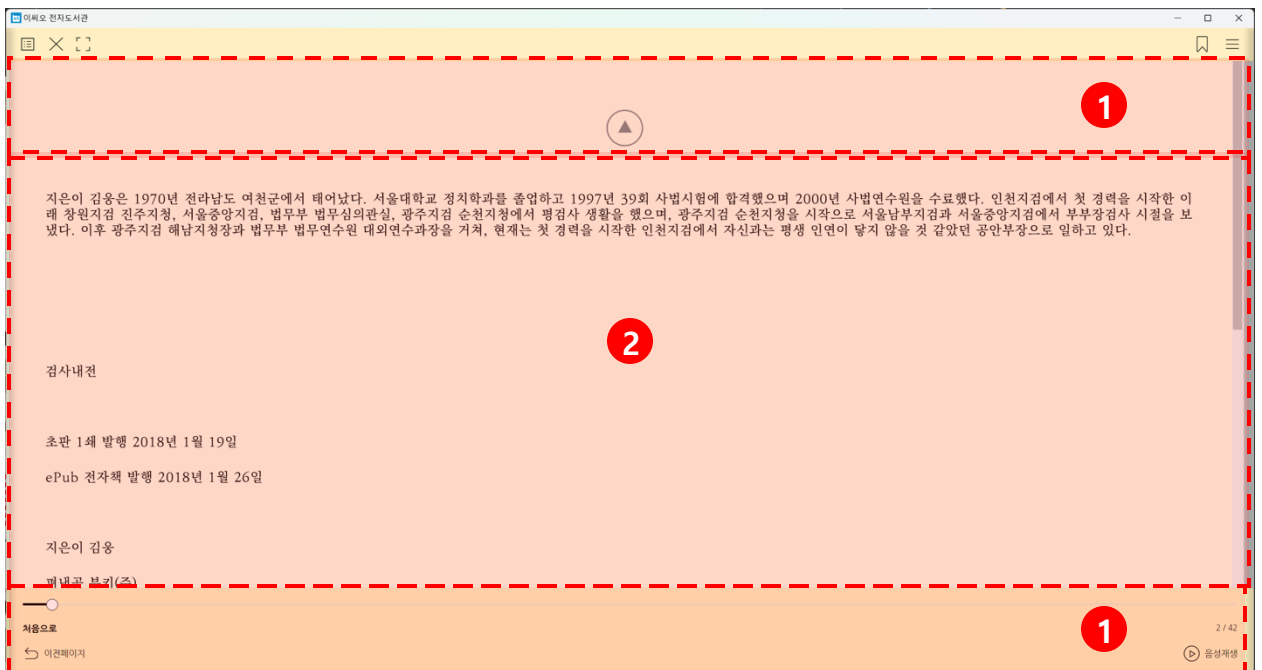 이씨오 전자도서관
1
지은이 김웅은 1970년 전라남도 여천군에서 태어났다. 서울대학교 정치학과를 졸업하고 1997년 39회 사법시험에 합격했으며 2000년 사법연수원을 수료했다. 인천지검에서 첫 경력을 시작한 이
래 창원지검 진주지청, 서울중앙지검, 법무부 법무심의관실, 광주지검 순천지청에서 평검사 생활을 했으며, 광주지검 순천지청을 시작으로 서울남부지검과 서울중앙지검에서 부부장검사 시절을 보
냈다. 이후 광주지검 해남지청장과 법무부 법무연수원 대외연수과장을 거쳐, 현재는 첫 경력을 시작한 인천지검에서 자신과는 평생 인연이 닿지 않을 것 같았던 공안부장으로 일하고 있다.
2
검사내전
초판 1쇄 발행 2018년 1월 19일
ePub 전자책 발행 2018년 1월 26일
지은이 김웅
펴낸곳 부키(주)
처음으로
1
2 / 42
이전페이지
음성재생